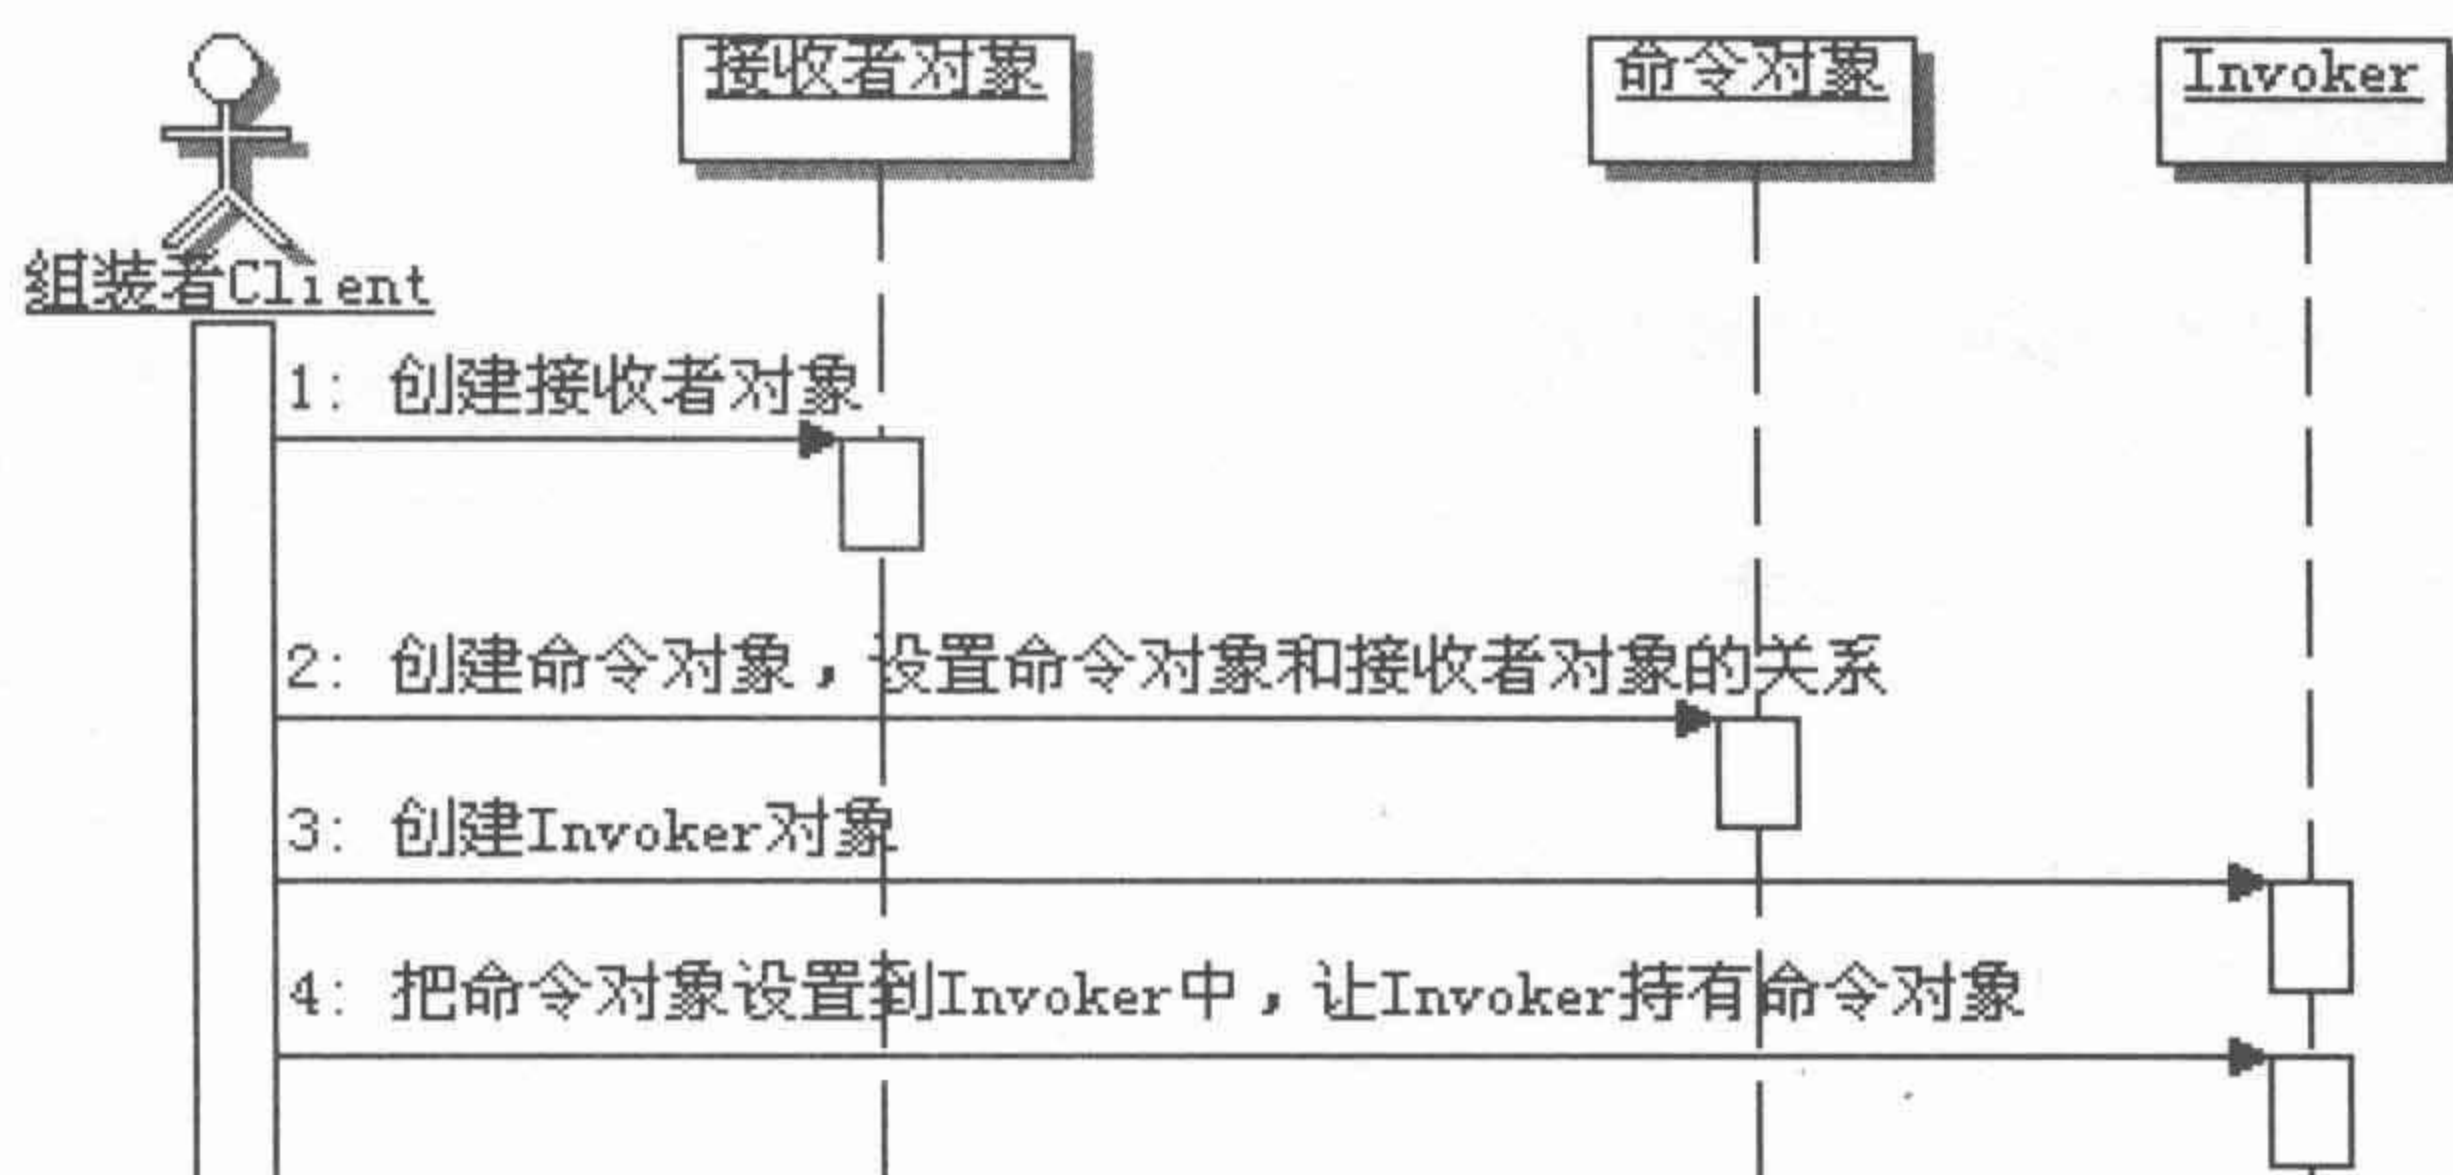 接收者对象
命令对象
Invoker
组装者Client
1: 创建接收者对象
2: 创建命令对象，设置命令对象和接收者对象的关系
3: 创建Invoker对象
4: 把命令对象设置到Invoker中，让Invoker持有命令对象